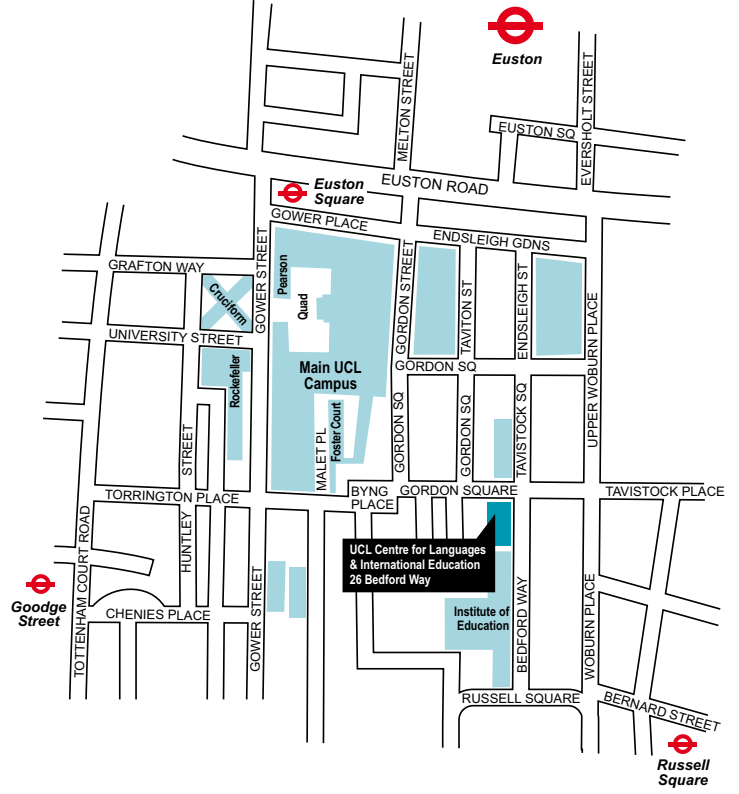 Euston
MELTON STREET
EVERSHOLT STREET
EUSTON SQ
EUSTON ROAD
Euston
Square
GOWER PLACE
ENDSLEIGH GDNS
GRAFTON WAY
GOWER STREET
Pearson
Quad
Cruciform
GORDON STREET
TAVITON ST
ENDSLEIGH ST
UPPER WOBURN PLACE
UNIVERSITY STREET
Rockefeller
Main UCL
Campus
GORDON SQ
MALET PL
Foster Court
GORDON SQ
GORDON SQ
TAVISTOCK SQ
HUNTLEY STREET
TORRINGTON PLACE
BYNG
PLACE
GORDON SQUARE
TAVISTOCK PLACE
UCL Centre for Languages
& International Education
26 Bedford Way
TOTTENHAM COURT ROAD
Goodge
Street
CHENIES PLACE
GOWER STREET
Institute of
Education
BEDFORD WAY
WOBURN PLACE
RUSSELL SQUARE
BERNARD STREET
Russell
Square